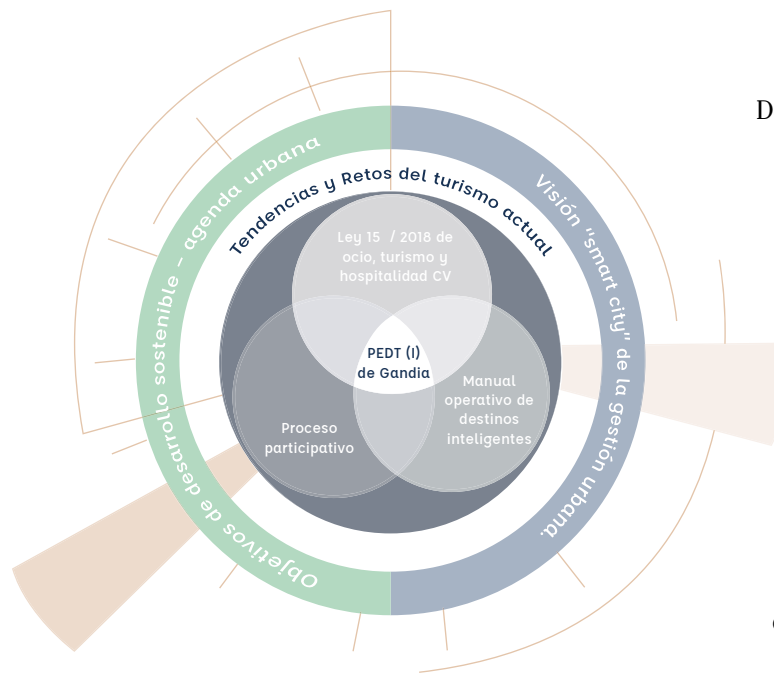 Objetivos de desarrollo sostenible - agenda urbana
Visión "smart city" de la gestión urbana.
Tendencias y Retos del turismo actual
Ley 15 / 2018 de
ocio, turismo y
hospitalidad CV
PEDT (I)
de Gandia
Manual
operativo de
destinos
inteligentes
Proceso
participativo
D